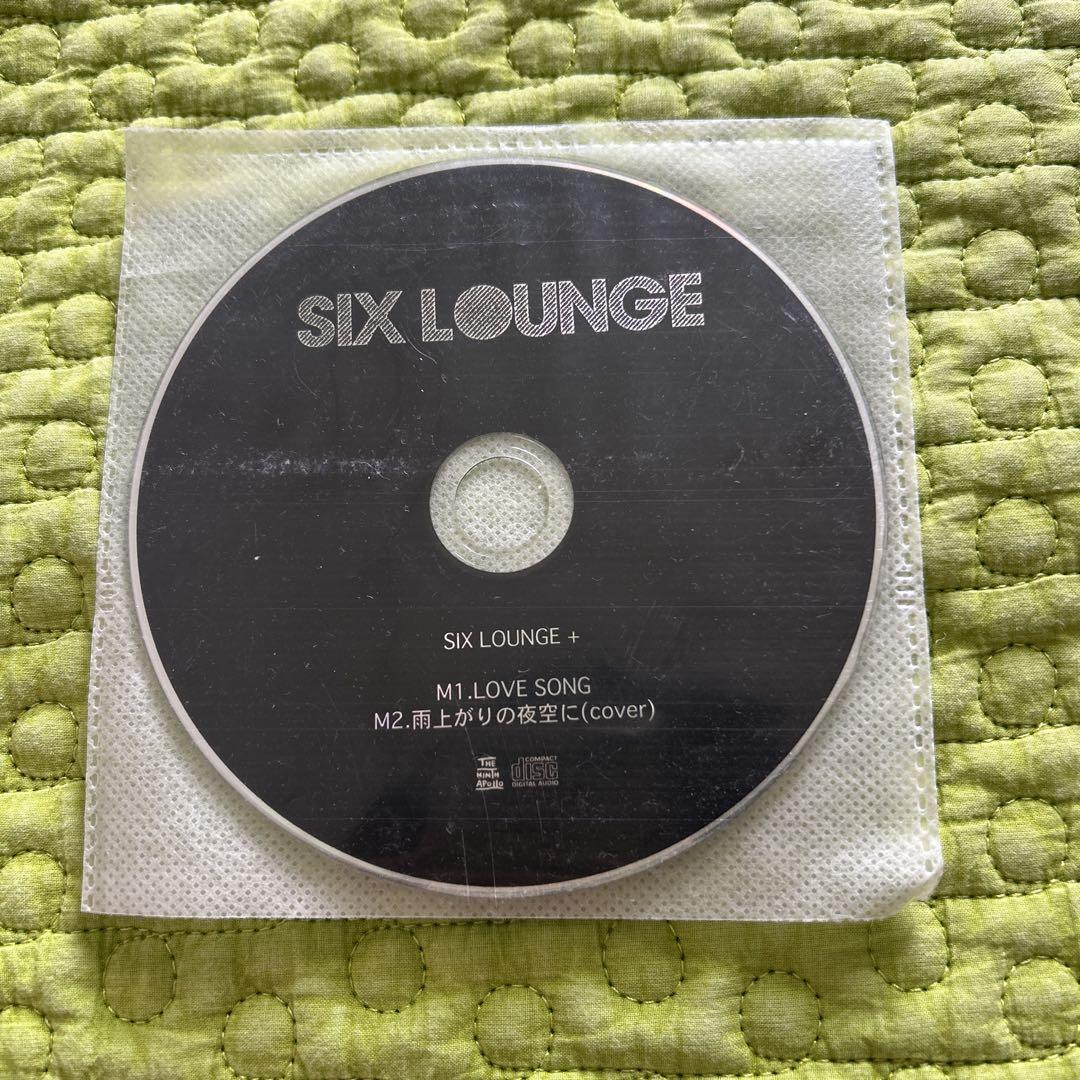 SIX LOUNGE
SIX LOUNGE +
M1.LOVE SONG
M2.雨上がりの夜空に(cover)
THE
NINTH
APOLLO
COMPACT
disc
DIGITAL AUDIO